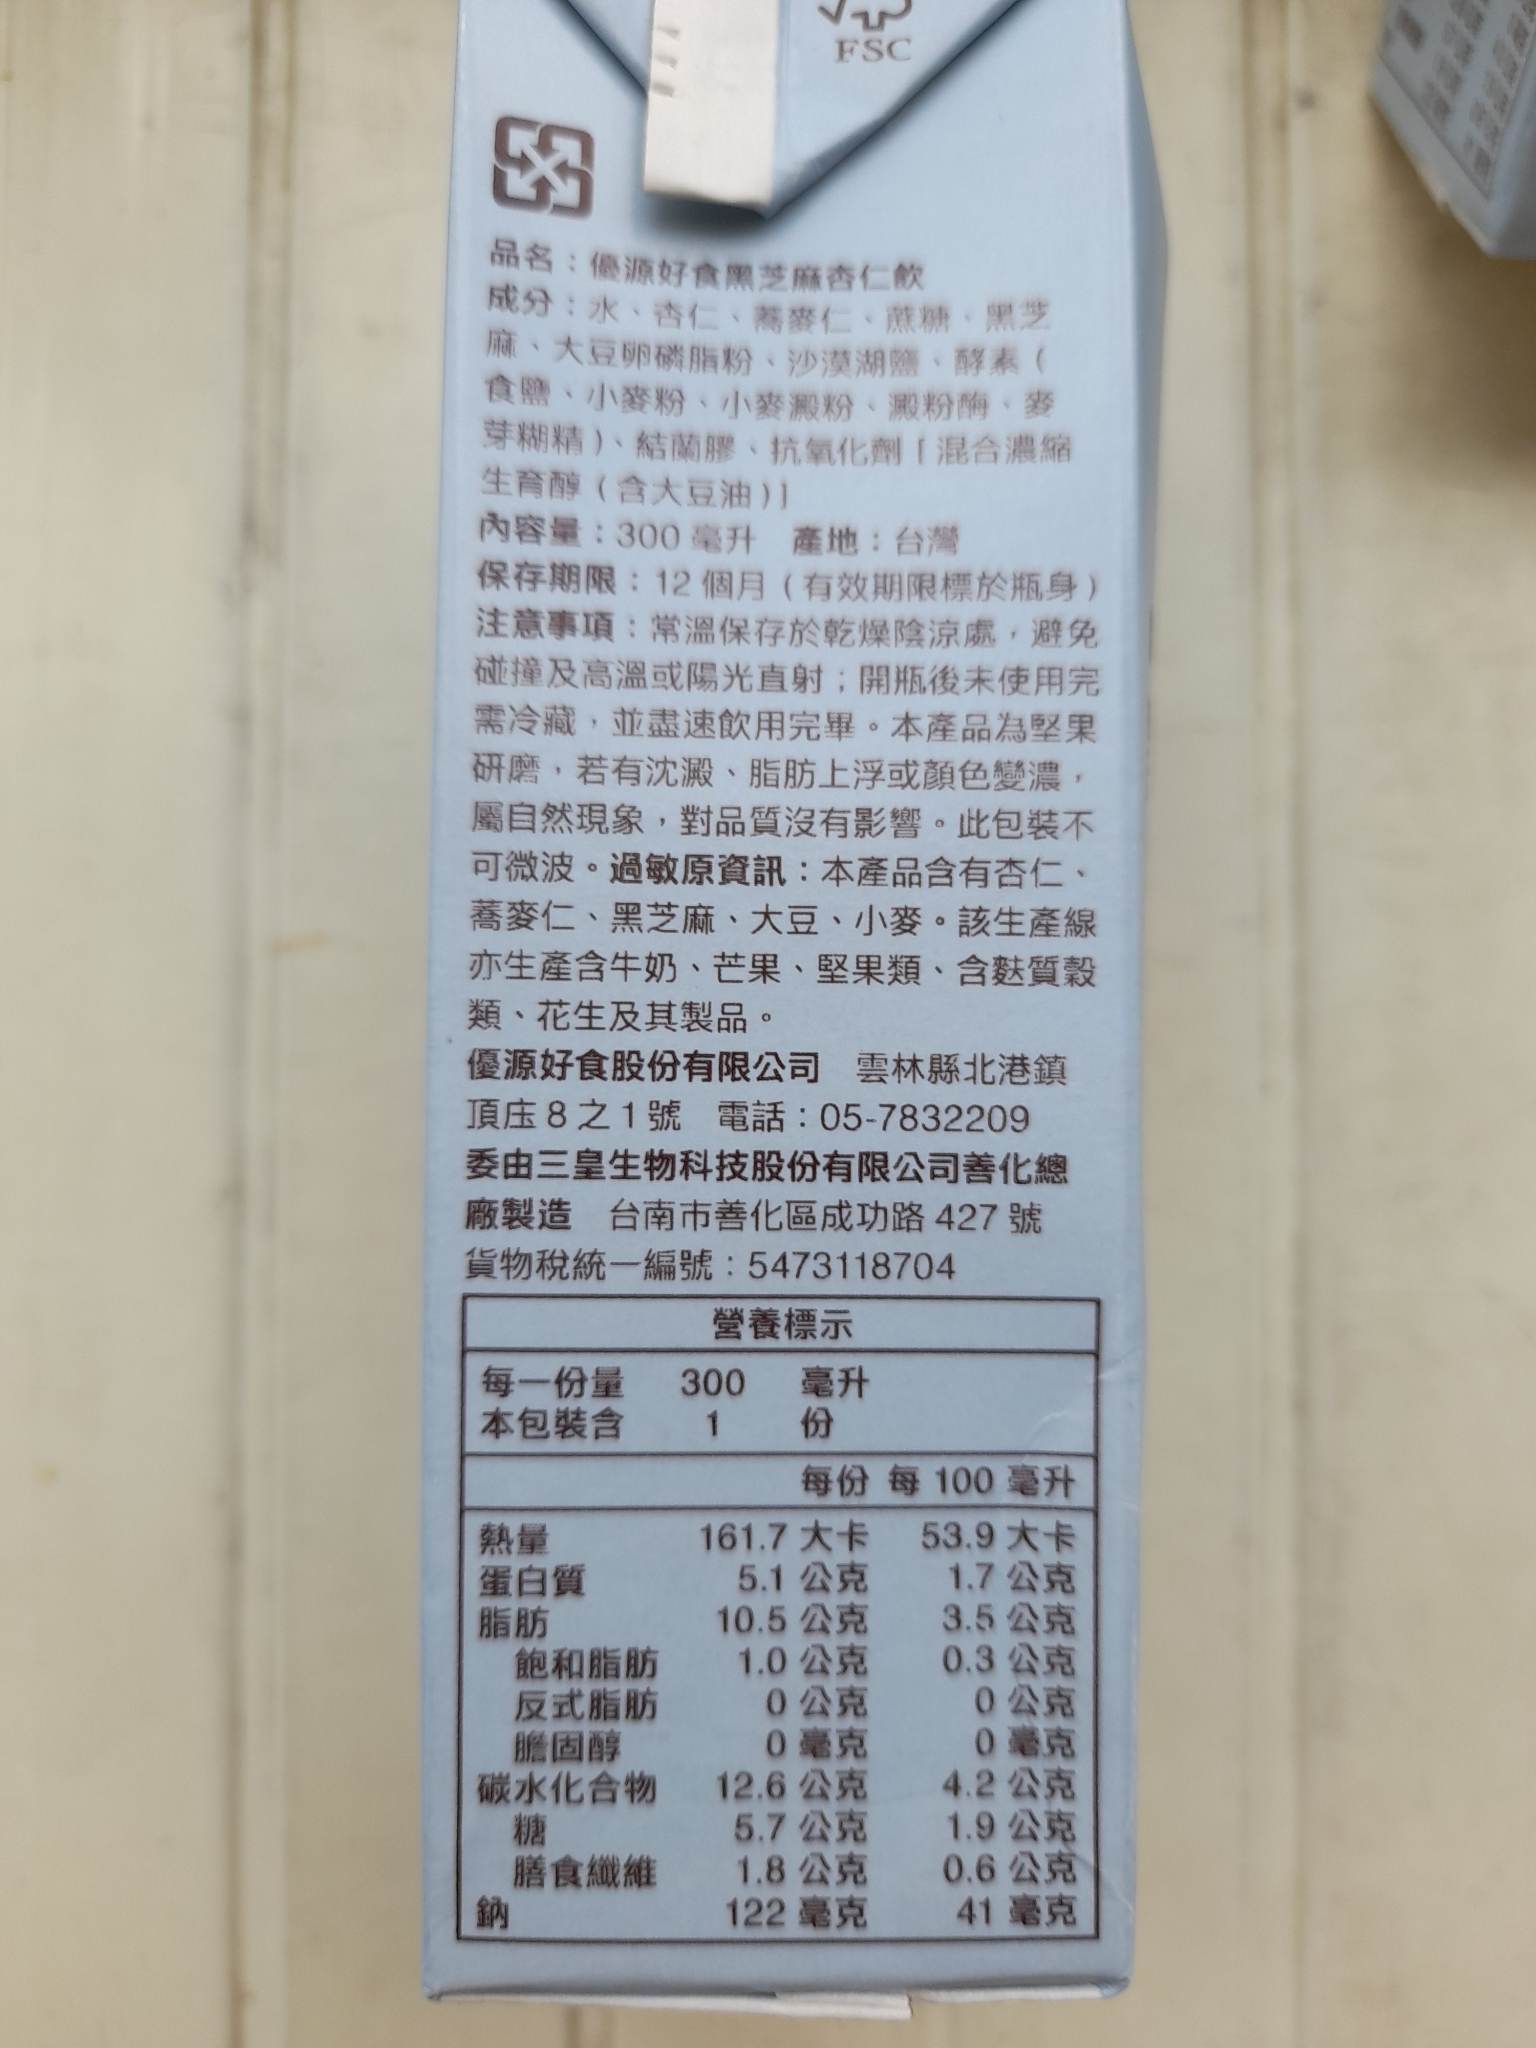 FSC
品名：優源好食黑芝麻杏仁飲
成分：水、杏仁、蕎麥仁、蔗糖、黑芝
麻、大豆卵磷脂粉、沙漠湖鹽、酵素（
食鹽、小麥粉、小麥澱粉、澱粉酶、麥
芽糊精）、結蘭膠、抗氧化劑［混合濃縮
生育醇（含大豆油）］
內容量：300 毫升　產地：台灣
保存期限：12 個月（有效期限標於瓶身）
注意事項：常溫保存於乾燥陰涼處，避免
碰撞及高溫或陽光直射；開瓶後未使用完
需冷藏，並盡速飲用完畢。本產品為堅果
研磨，若有沈澱、脂肪上浮或顏色變濃，
屬自然現象，對品質沒有影響。此包裝不
可微波。過敏原資訊：本產品含有杏仁、
蕎麥仁、黑芝麻、大豆、小麥。該生產線
亦生產含牛奶、芒果、堅果類、含麩質穀
類、花生及其製品。
優源好食股份有限公司　雲林縣北港鎮
頂庄 8 之 1 號　電話：05-7832209
委由三皇生物科技股份有限公司善化總
廠製造　台南市善化區成功路 427 號
貨物稅統一編號：5473118704
營養標示
每一份量 300 毫升
本包裝含 1 份
每份 每 100 毫升
熱量 161.7 大卡 53.9 大卡
蛋白質 5.1 公克 1.7 公克
脂肪 10.5 公克 3.5 公克
飽和脂肪 1.0 公克 0.3 公克
反式脂肪 0 公克 0 公克
膽固醇 0 毫克 0 毫克
碳水化合物 12.6 公克 4.2 公克
糖 5.7 公克 1.9 公克
膳食纖維 1.8 公克 0.6 公克
鈉 122 毫克 41 毫克